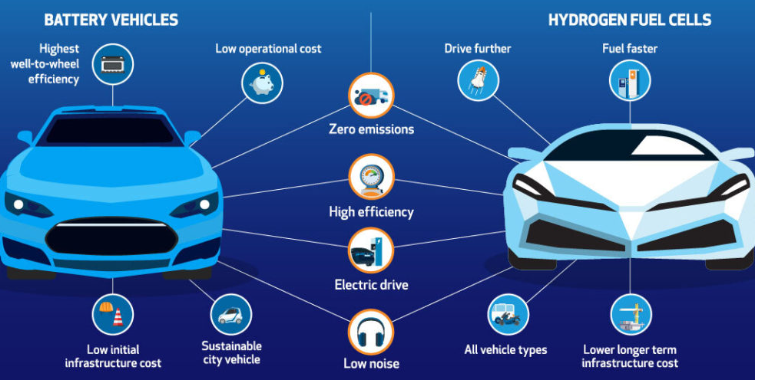 BATTERY VEHICLES
HYDROGEN FUEL CELLS
Highest
well-to-wheel
efficiency
Low operational cost
Drive further
Fuel faster
Zero emissions
High efficiency
Electric drive
Low initial
infrastructure cost
Sustainable
city vehicle
Low noise
All vehicle types
Lower longer term
infrastructure cost